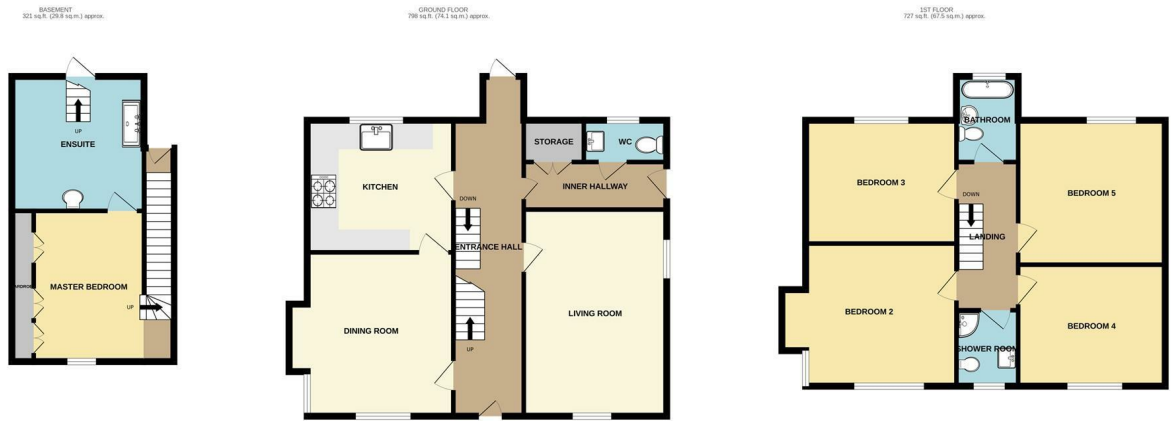 BASEMENT
321 sq.ft. (29.8 sq.m.) approx.
UP
ENSUITE
MASTER BEDROOM
UP
GROUND FLOOR
798 sq.ft. (74.1 sq.m.) approx.
STORAGE
WC
KITCHEN
INNER HALLWAY
DOWN
ENTRANCE HALL
LIVING ROOM
DINING ROOM
UP
1ST FLOOR
727 sq.ft. (67.5 sq.m.) approx.
BATHROOM
BEDROOM 3
BEDROOM 5
DOWN
LANDING
BEDROOM 2
BEDROOM 4
SHOWER ROOM